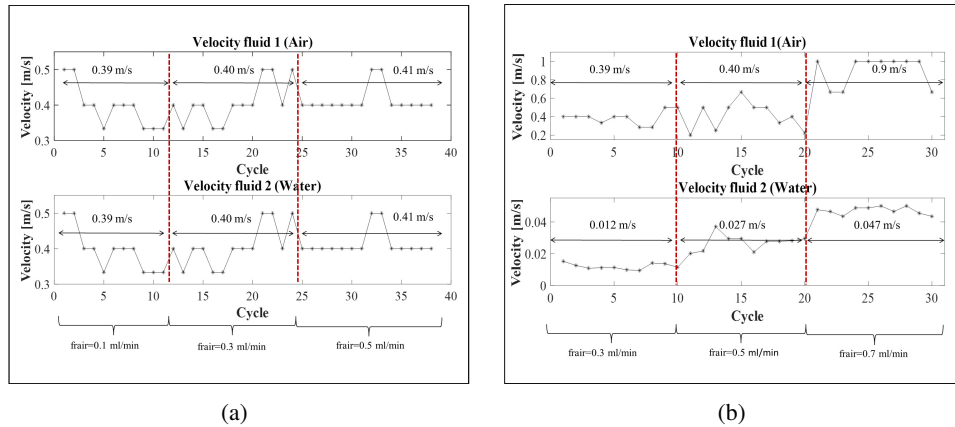 Velocity fluid 1 (Air)
Velocity [m/s]
0.5
0.4
0.3
0.39 m/s
0.40 m/s
0.41 m/s
0 5 10 15 20 25 30 35 40
Cycle
Velocity fluid 2 (Water)
Velocity [m/s]
0.5
0.4
0.3
0.39 m/s
0.40 m/s
0.41 m/s
0 5 10 15 20 25 30 35 40
Cycle
frair=0.1 ml/min
frair=0.3 ml/min
frair=0.5 ml/min
(a)
Velocity fluid 1(Air)
Velocity [m/s]
1
0.8
0.6
0.4
0.2
0.39 m/s
0.40 m/s
0.9 m/s
0 5 10 15 20 25 30
Cycle
Velocity fluid 2 (Water)
Velocity [m/s]
0.04
0.02
0
0.012 m/s
0.027 m/s
0.047 m/s
0 5 10 15 20 25 30
Cycle
frair=0.3 ml/min
frair=0.5 ml/min
frair=0.7 ml/min
(b)